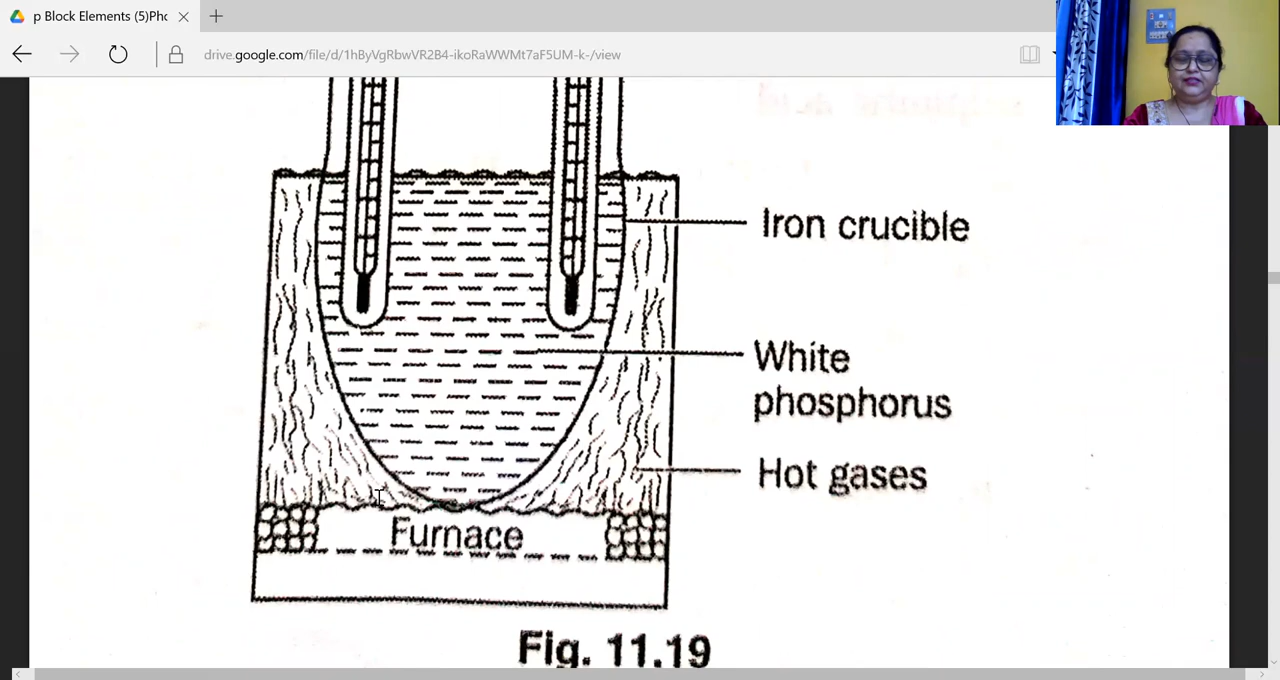 p Block Elements (5)Pho
drive.google.com/file/d/1hByVgRbwVR2B4-ikoRaWWMt7aF5UM-k-/view
Iron crucible
White
phosphorus
Hot gases
Furnace
Fig. 11.19